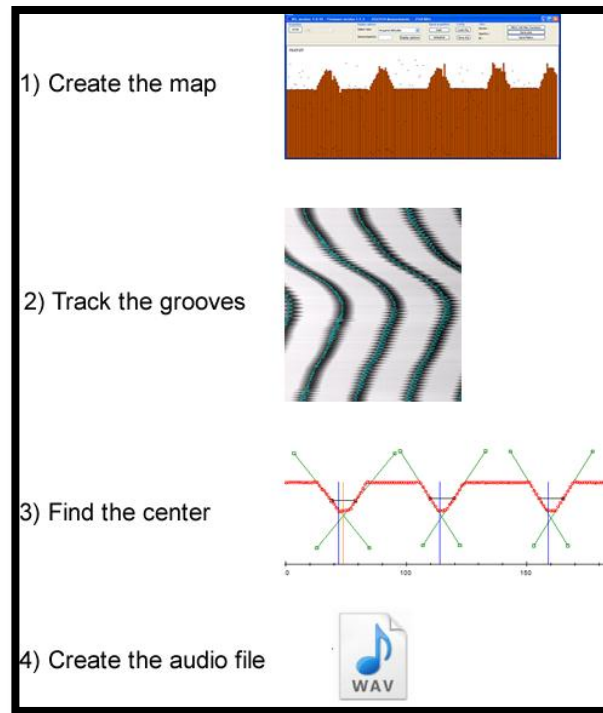 1) Create the map
2) Track the grooves
3) Find the center
0 100 150
4) Create the audio file
WAV